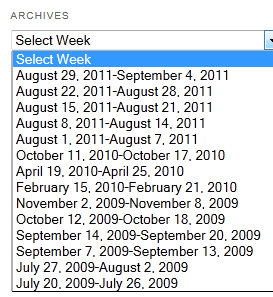 ARCHIVES
Select Week
Select Week
August 29, 2011-September 4, 2011
August 22, 2011-August 28, 2011
August 15, 2011-August 21, 2011
August 8, 2011-August 14, 2011
August 1, 2011-August 7, 2011
October 11, 2010-October 17, 2010
April 19, 2010-April 25, 2010
February 15, 2010-February 21, 2010
November 2, 2009-November 8, 2009
October 12, 2009-October 18, 2009
September 14, 2009-September 20, 2009
September 7, 2009-September 13, 2009
July 27, 2009-August 2, 2009
July 20, 2009-July 26, 2009